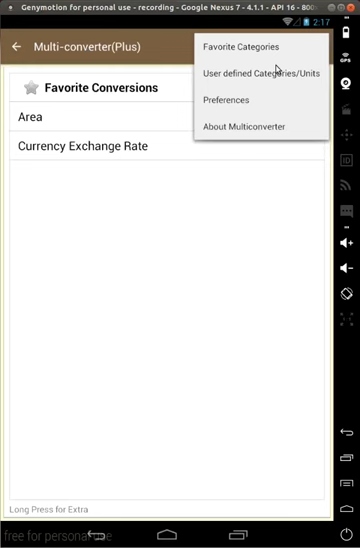 Genymotion for personal use - recording - Google Nexus 7 - 4.1.1 - API 16 - 800
2:17
Multi-converter(Plus)
Favorite Categories
User defined Categories/Units
Preferences
About Multiconverter
Favorite Conversions
Area
Currency Exchange Rate
Long Press for Extra
free for personal use
GPS
ID